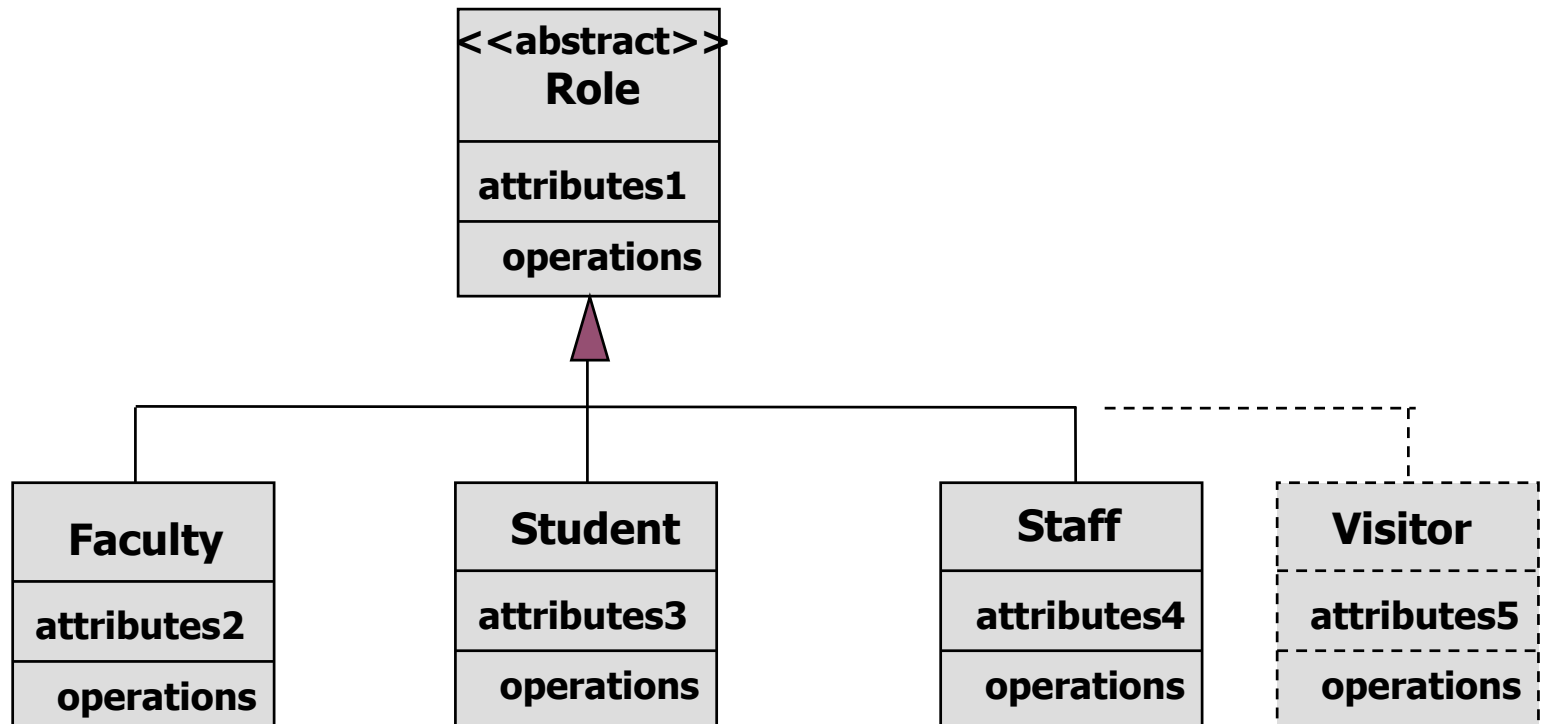 <<abstract>>
Role
attributes1
operations
Faculty
attributes2
operations
Student
attributes3
operations
Staff
attributes4
operations
Visitor
attributes5
operations